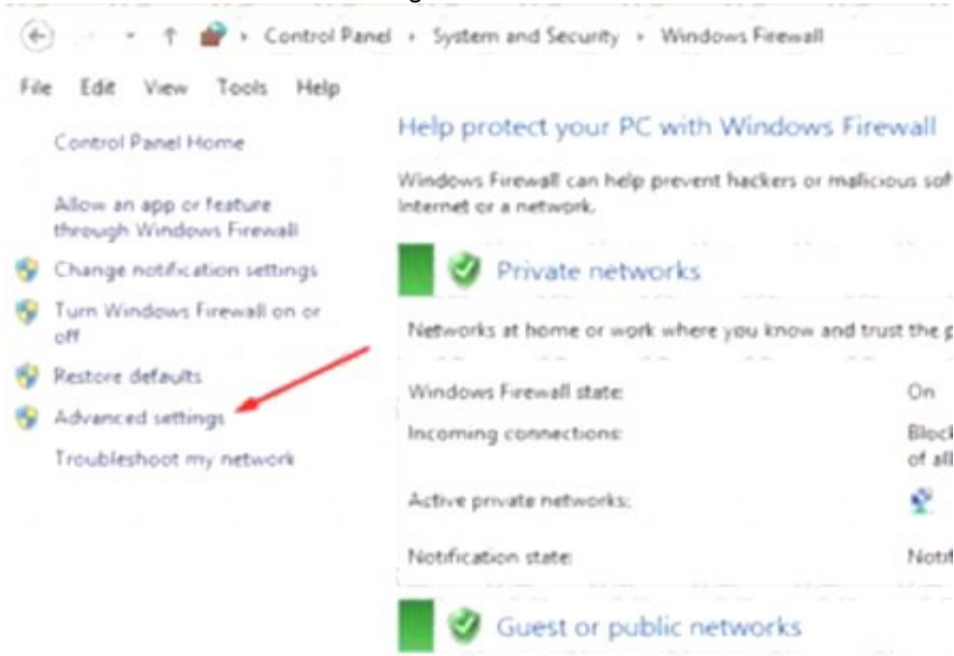 Control Panel › System and Security › Windows Firewall
File Edit View Tools Help
Control Panel Home
Allow an app or feature
through Windows Firewall
Change notification settings
Turn Windows Firewall on or
off
Restore defaults
Advanced settings
Troubleshoot my network
Help protect your PC with Windows Firewall
Windows Firewall can help prevent hackers or malicious sof
Internet or a network.
Private networks
Networks at home or work where you know and trust the p
Windows Firewall state: On
Incoming connections: Block
of all
Active private networks:
Notification state: Notif
Guest or public networks